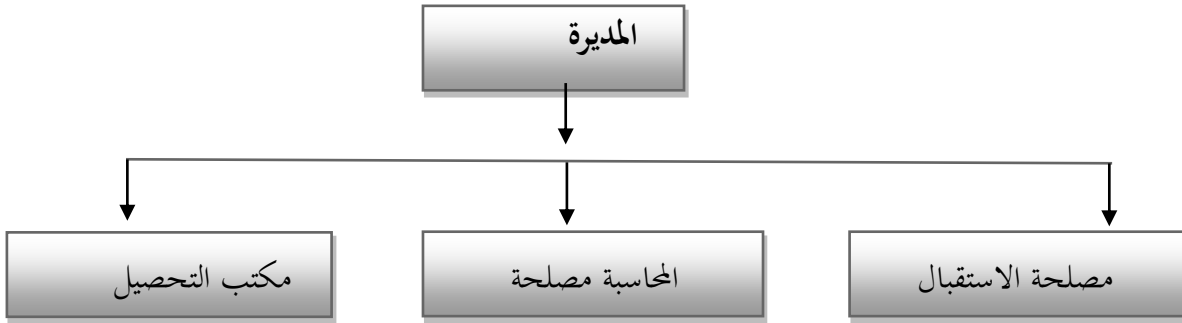 المديرة
مصلحة الاستقبال
المحاسبة مصلحة
مكتب التحصيل